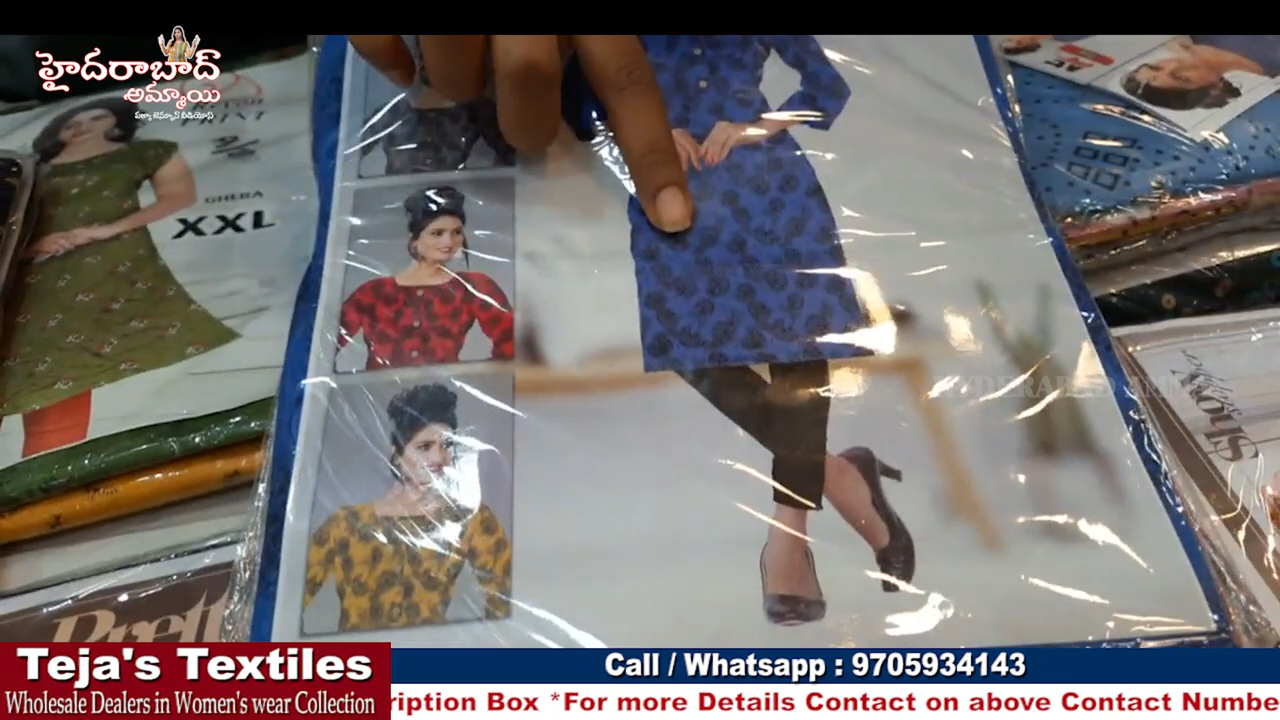 హైదరాబాద్
అమ్మాయి
PRINT
GHERA
XXL
Teja's Textiles
Wholesale Dealers in Women's wear Collection
Call / Whatsapp : 9705934143
ription Box *For more Details Contact on above Contact Numbe